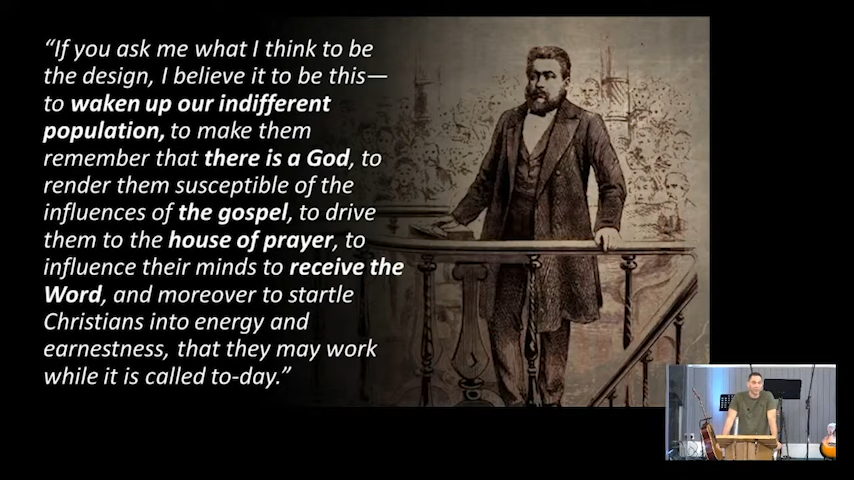 “If you ask me what I think to be
the design, I believe it to be this—
to waken up our indifferent
population, to make them
remember that there is a God, to
render them susceptible of the
influences of the gospel, to drive
them to the house of prayer, to
influence their minds to receive the
Word, and moreover to startle
Christians into energy and
earnestness, that they may work
while it is called to-day.”